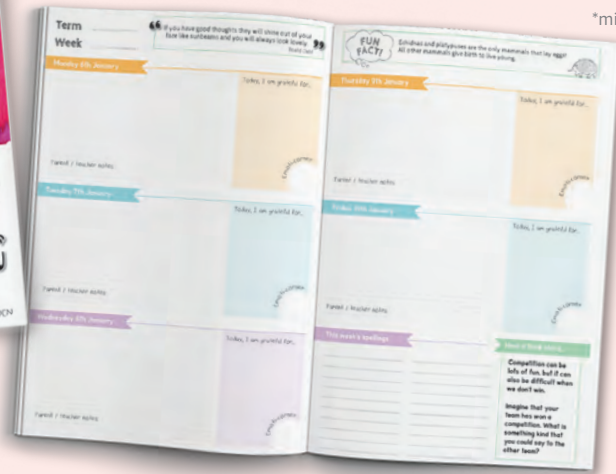 *mi
Term
Week
If you have good thoughts they will shine out of your
face like sunbeams and you will always look lovely.
Roald Dahl
Monday 6th January
Today, I am grateful for...
Parent / teacher notes:
Emoji-ometer
Tuesday 7th January
Today, I am grateful for...
Parent / teacher notes:
Emoji-ometer
Wednesday 8th January
Today, I am grateful for...
Parent / teacher notes:
FUN
FACT!
Echidnas and platypuses are the only mammals that lay eggs!
All other mammals give birth to live young.
Thursday 9th January
Today, I am grateful for...
Parent / teacher notes:
Friday 10th January
Today, I am grateful for...
Parent / teacher notes:
This week's spellings
Competition can be
lots of fun, but it can
also be difficult when
we don't win.
Imagine that your
team has won a
competition. What is
something kind that
you could say to the
other team?